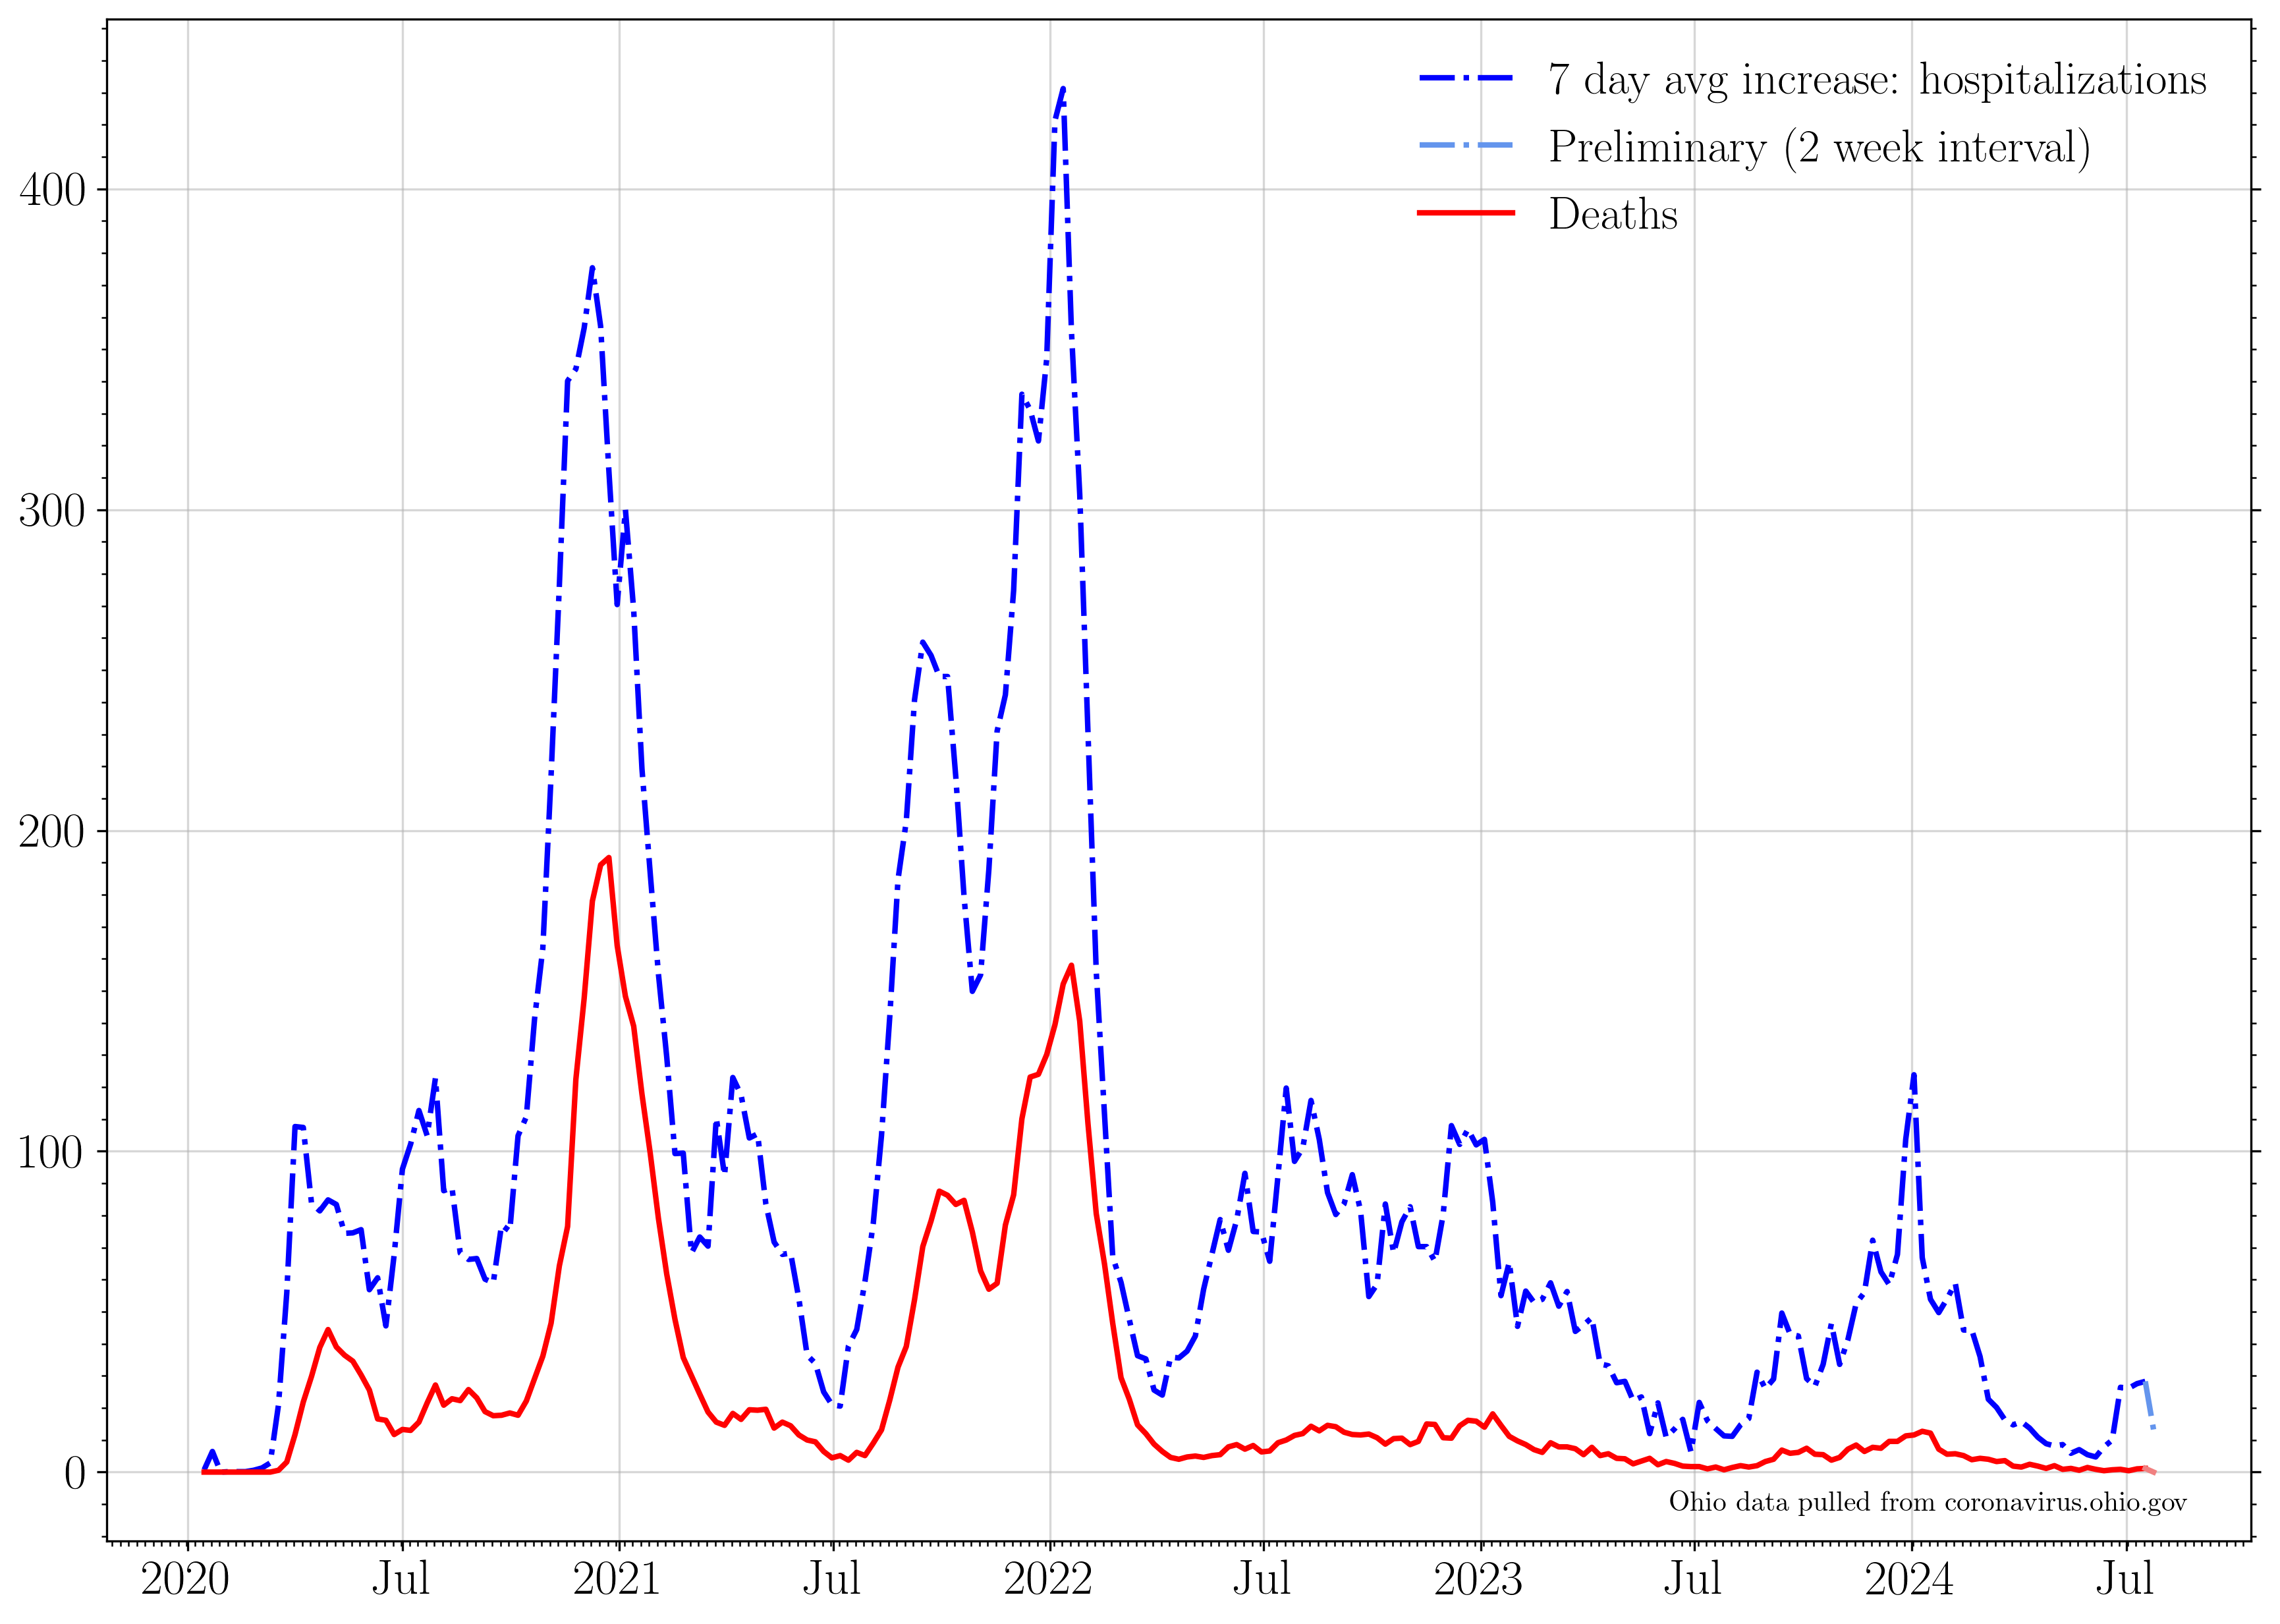 7 day avg increase: hospitalizations
Preliminary (2 week interval)
Deaths
400
300
200
100
0
Ohio data pulled from coronavirus.ohio.gov
2020 Jul 2021 Jul 2022 Jul 2023 Jul 2024 Jul